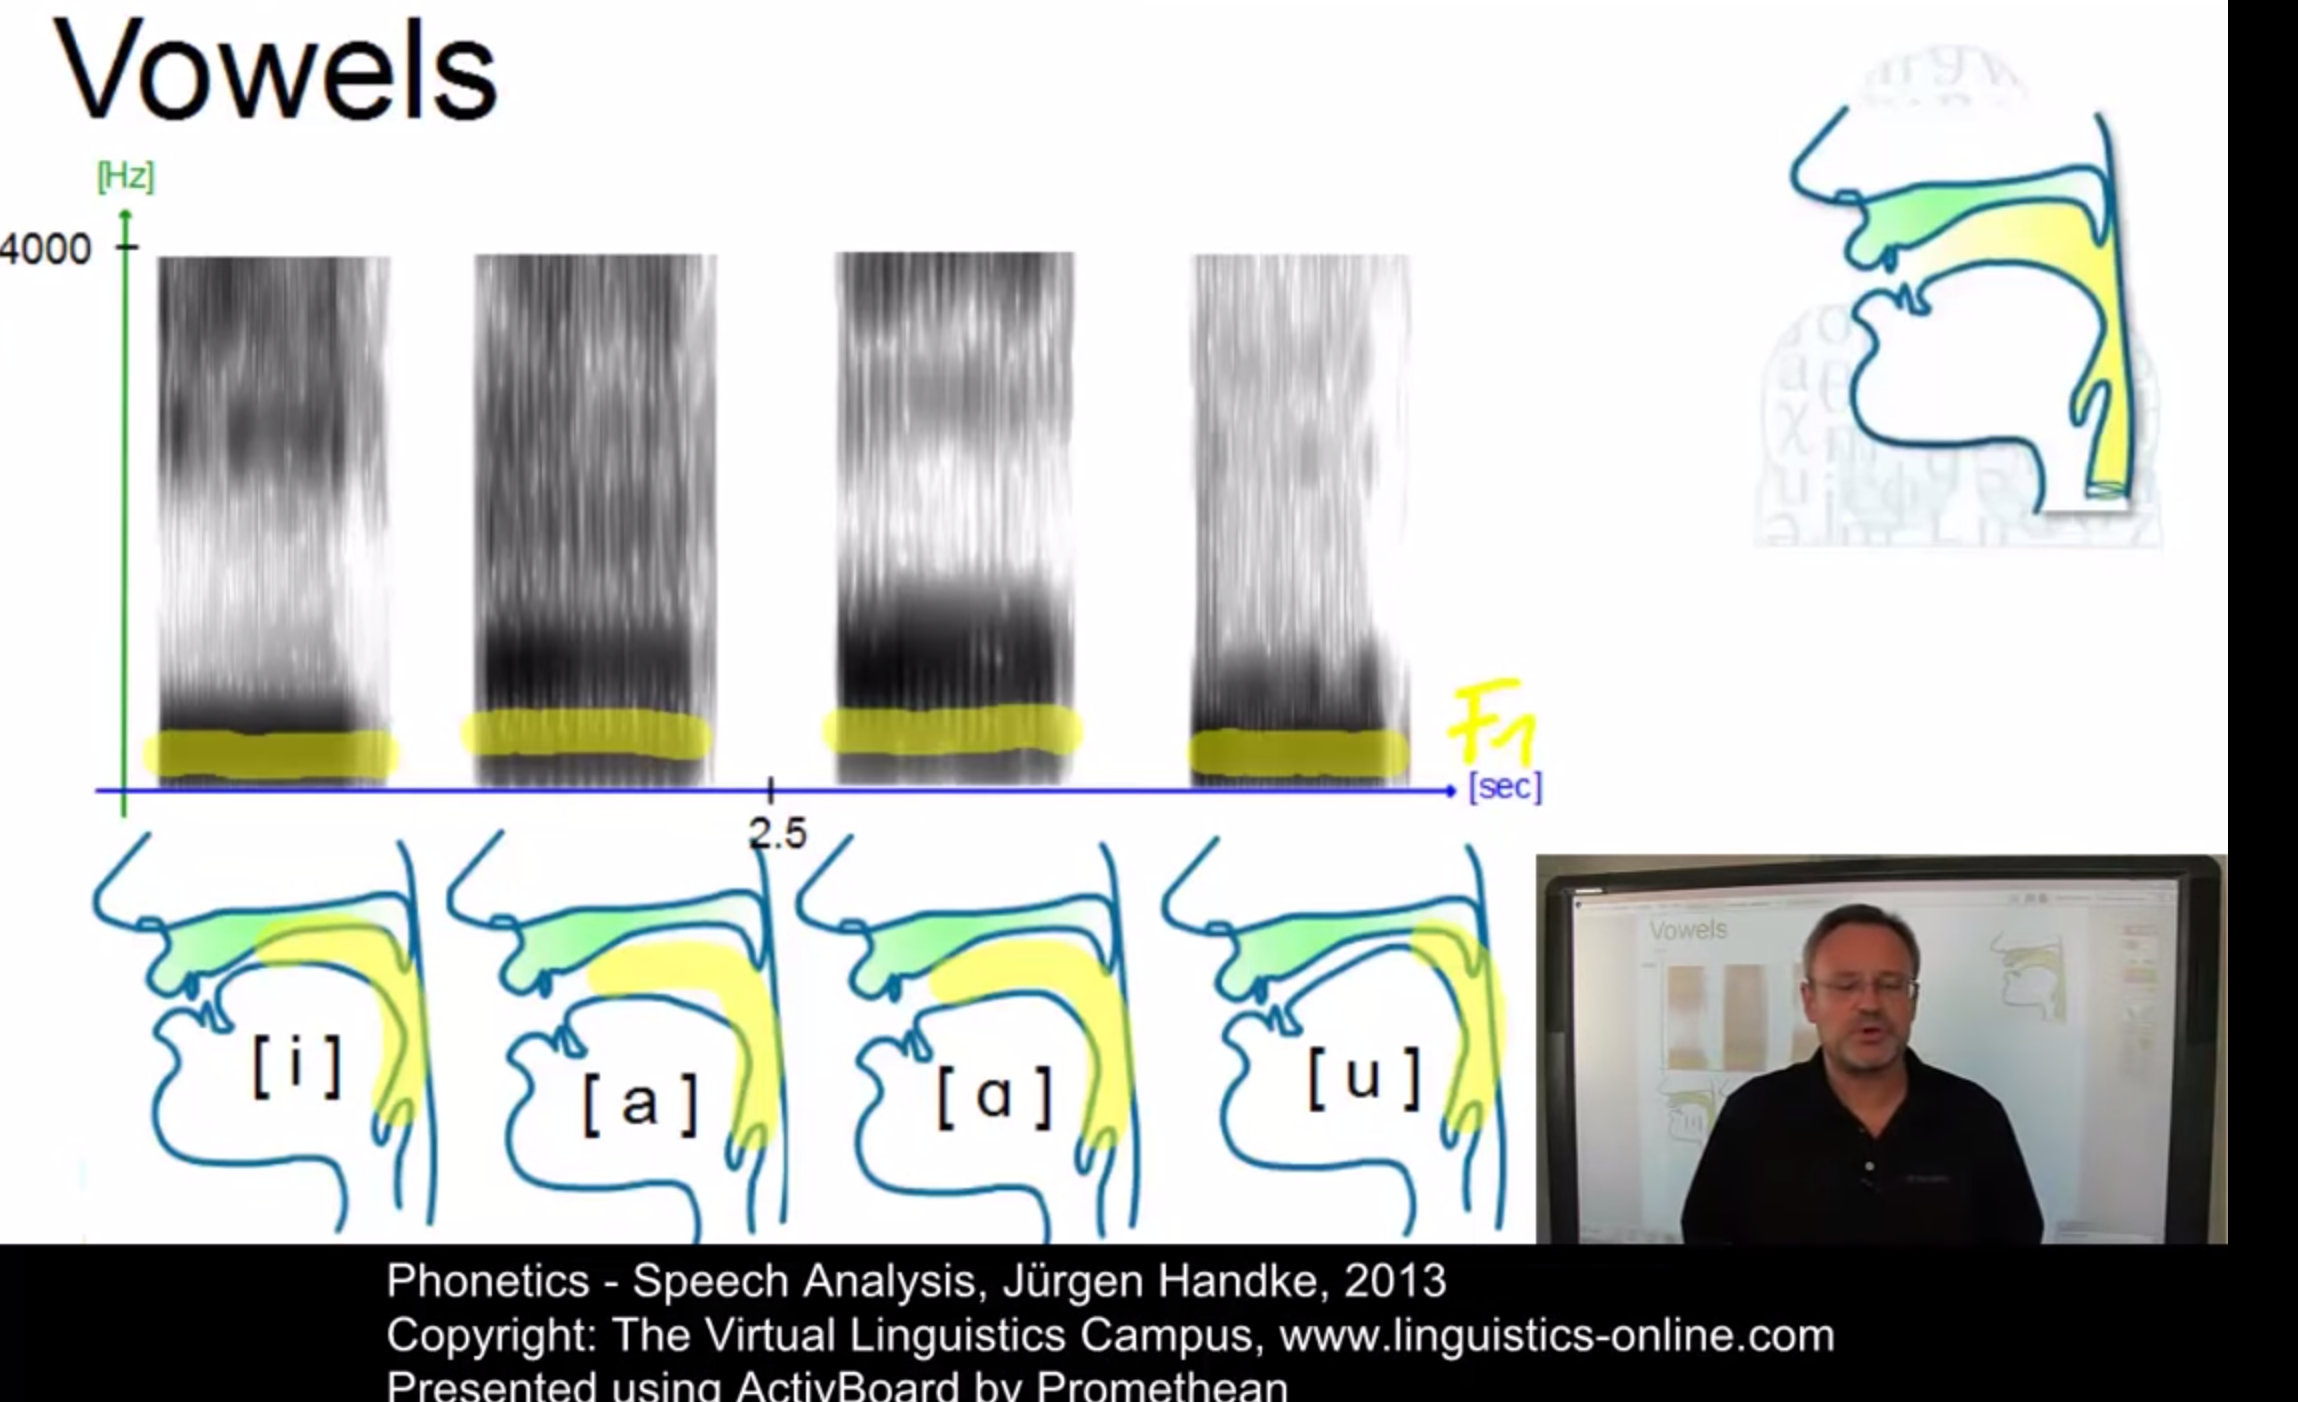 Vowels
[Hz]
4000
F1
[sec]
2.5
[ i ]
[ a ]
[ ɑ ]
[ u ]
Vowels
Phonetics - Speech Analysis, Jürgen Handke, 2013
Copyright: The Virtual Linguistics Campus, www.linguistics-online.com
Presented using ActivBoard by Promethean